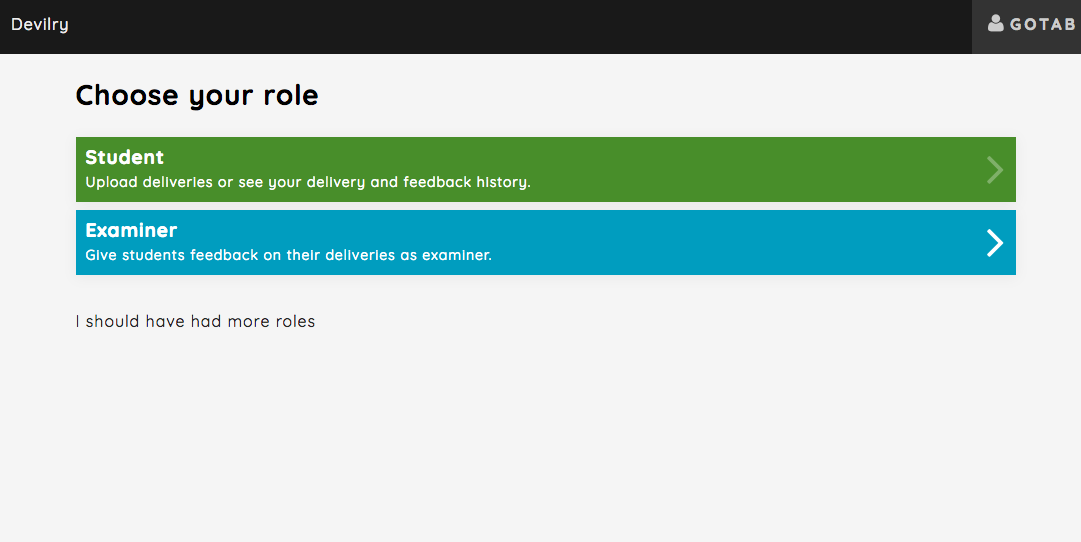 Devilry
GOTAB
Choose your role
Student
Upload deliveries or see your delivery and feedback history.
Examiner
Give students feedback on their deliveries as examiner.
I should have had more roles